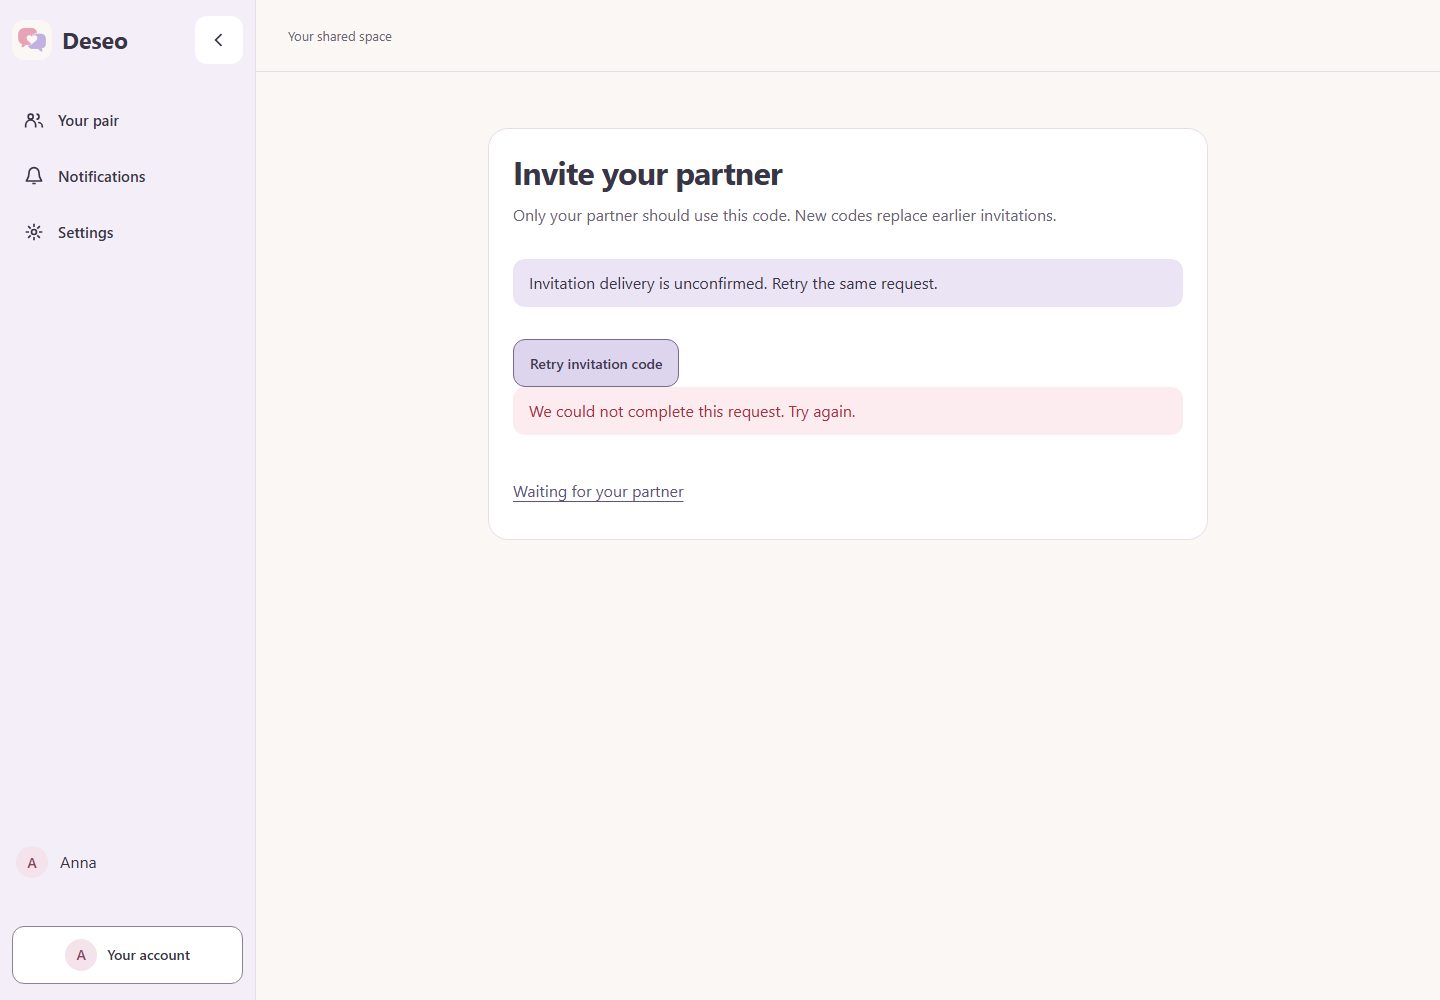 Deseo
Your shared space
Your pair
Notifications
Settings
Invite your partner
Only your partner should use this code. New codes replace earlier invitations.
Invitation delivery is unconfirmed. Retry the same request.
Retry invitation code
We could not complete this request. Try again.
Waiting for your partner
A Anna
A Your account